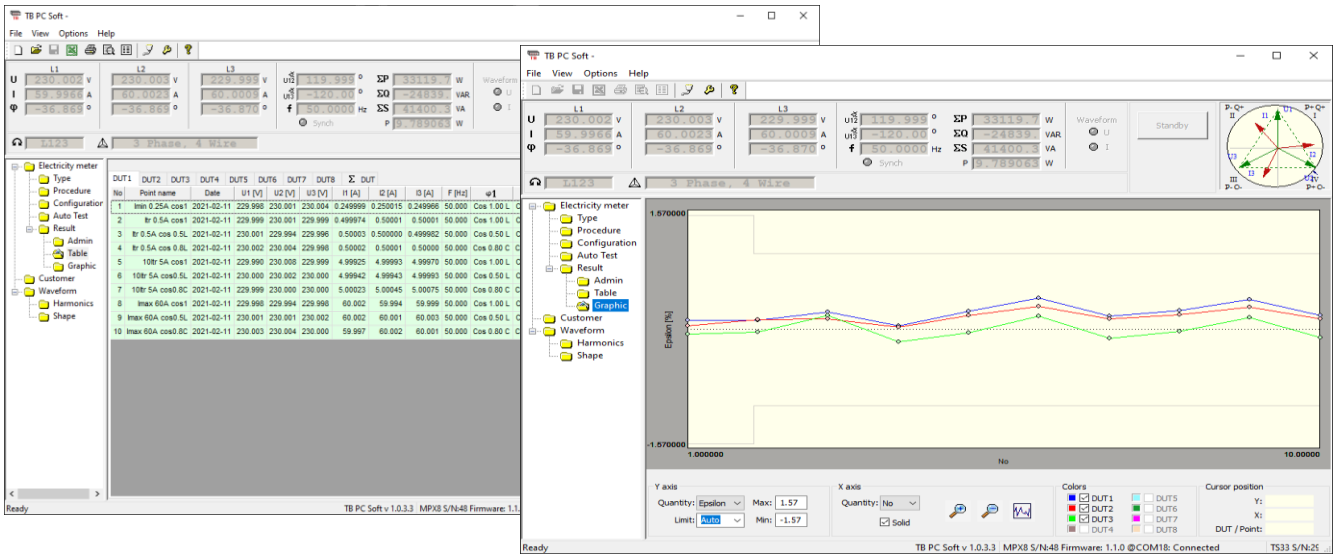 TB PC Soft -
File View Options Help
L1 L2 L3
U 230.002 V 230.003 V 229.999 V U12 119.999 ° ΣP 33119.7 W Waveform
I 59.9966 A 60.0023 A 60.0009 A U13 -120.00 ° ΣQ -24839. VAR U
φ -36.869 ° -36.869 ° -36.870 ° f 50.0000 Hz ΣS 41400.3 VA I
Synch P 9.789063 W
L123 3 Phase, 4 Wire
Electricity meter
Type
Procedure
Configuration
Auto Test
Result
Admin
Table
Graphic
Customer
Waveform
Harmonics
Shape
DUT1 DUT2 DUT3 DUT4 DUT5 DUT6 DUT7 DUT8 Σ DUT
No Point name Date U1 [V] U2 [V] U3 [V] I1 [A] I2 [A] I3 [A] F [Hz] φ1
1 Imin 0.25A cos1 2021-02-11 229.998 230.001 230.004 0.249999 0.250015 0.249966 50.000 Cos 1.00 L C
2 Itr 0.5A cos1 2021-02-11 229.999 230.001 229.999 0.499974 0.50001 0.50001 50.000 Cos 1.00 L C
3 Itr 0.5A cos 0.5L 2021-02-11 230.001 229.994 229.996 0.50003 0.500000 0.499982 50.000 Cos 0.50 L C
4 Itr 0.5A cos 0.8L 2021-02-11 230.002 230.004 229.998 0.50002 0.50001 0.50000 50.000 Cos 0.80 C C
5 10Itr 5A cos1 2021-02-11 229.999 230.008 229.999 4.99925 4.99993 4.99970 50.000 Cos 1.00 L C
6 10Itr 5A cos0.5L 2021-02-11 230.000 230.002 230.000 4.99942 4.99943 4.99993 50.000 Cos 0.50 L C
7 10Itr 5A cos0.8C 2021-02-11 229.999 230.000 230.000 5.00023 5.00045 5.00075 50.000 Cos 0.80 C C
8 Imax 60A cos1 2021-02-11 229.998 229.994 229.998 60.002 59.994 59.999 50.000 Cos 1.00 L C
9 Imax 60A cos0.5L 2021-02-11 230.001 230.001 230.002 60.002 60.001 60.003 50.000 Cos 0.50 L C
10 Imax 60A cos0.8C 2021-02-11 230.003 230.004 230.000 59.997 60.002 60.001 50.000 Cos 0.80 C C
Ready TB PC Soft v 1.0.3.3 MPX8 S/N:48 Firmware: 1.1.
TB PC Soft -
File View Options Help
L1 L2 L3
U 230.002 V 230.003 V 229.999 V U12 119.999 ° ΣP 33119.7 W Waveform
I 59.9966 A 60.0023 A 60.0009 A U13 -120.00 ° ΣQ -24839. VAR U
φ -36.869 ° -36.869 ° -36.870 ° f 50.0000 Hz ΣS 41400.3 VA I
Synch P 9.789063 W
Standby
P- Q+ P+ Q+
II I1 U1 I
U3 I2
I3
III IV
P- Q- P+ Q-
L123 3 Phase, 4 Wire
Electricity meter
Type
Procedure
Configuration
Auto Test
Result
Admin
Table
Graphic
Customer
Waveform
Harmonics
Shape
1.570000
Epsilon [%]
-1.570000
1.000000 No 10.00000
Y axis
Quantity: Epsilon Max: 1.57
Limit: Auto Min: -1.57
X axis
Quantity: No
Solid
Colors
DUT1 DUT5
DUT2 DUT6
DUT3 DUT7
DUT4 DUT8
Cursor position
Y:
X:
DUT / Point:
Ready TB PC Soft v 1.0.3.3 MPX8 S/N:48 Firmware: 1.1.0 @COM18: Connected TS33 S/N:29